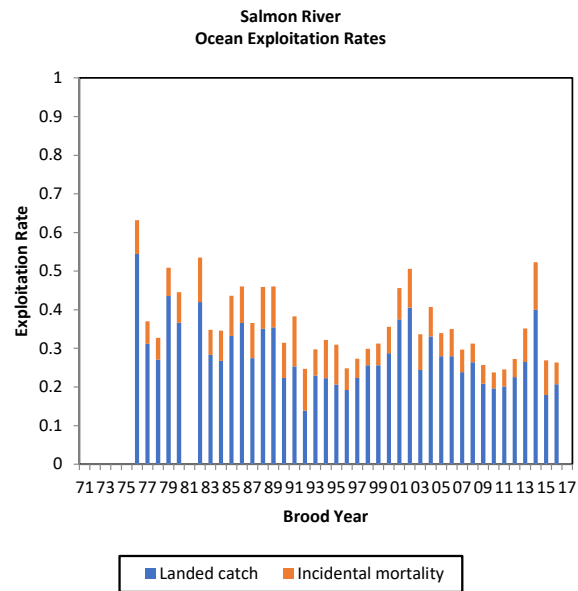 Salmon River
Ocean Exploitation Rates
1
0.9
0.8
0.7
0.6
0.5
0.4
0.3
0.2
0.1
0
Exploitation Rate
71 73 75 77 79 81 83 85 87 89 91 93 95 97 99 01 03 05 07 09 11 13 15 17
Brood Year
Landed catch Incidental mortality